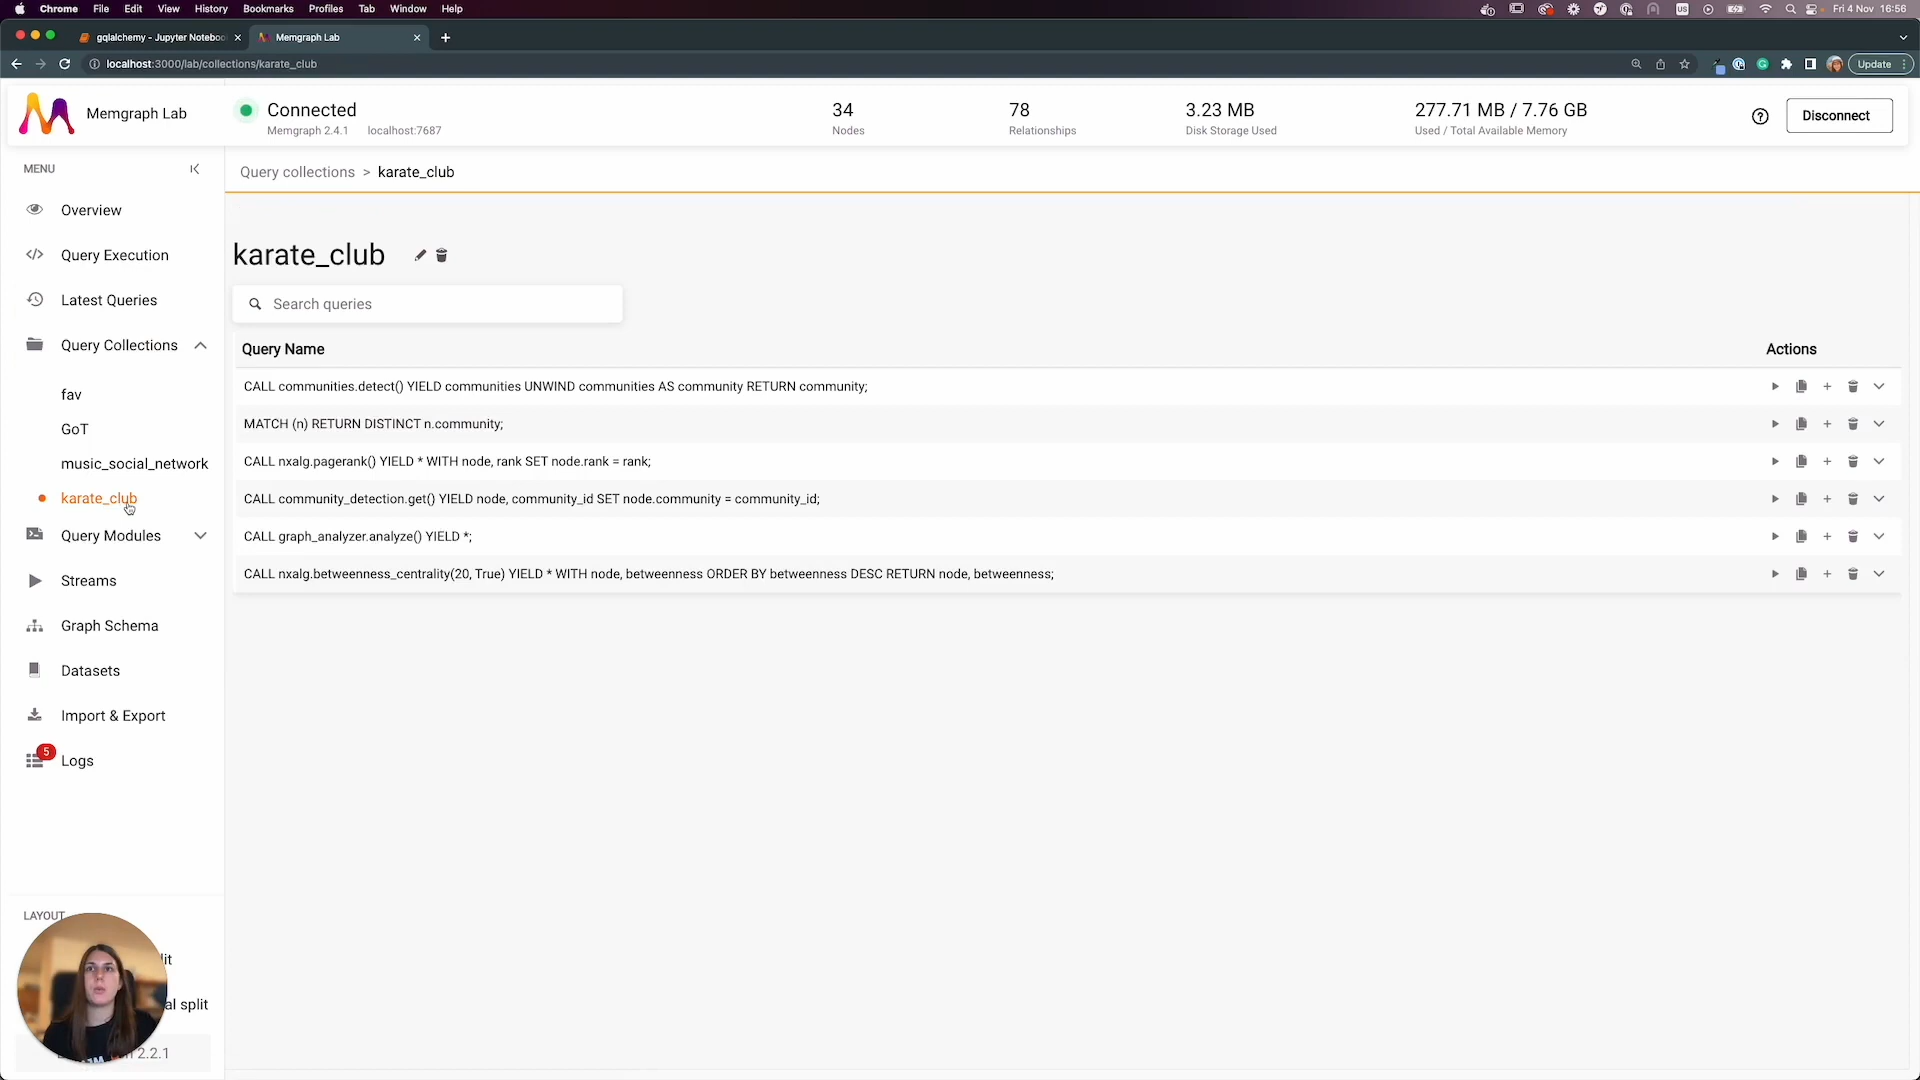 Chrome File Edit View History Bookmarks Profiles Tab Window Help
US
Fri 4 Nov 16:56
gqlalchemy - Jupyter Noteboo
Memgraph Lab
localhost:3000/lab/collections/karate_club
Update
Memgraph Lab
Connected
Memgraph 2.4.1 localhost:7687
34
Nodes
78
Relationships
3.23 MB
Disk Storage Used
277.71 MB / 7.76 GB
Used / Total Available Memory
Disconnect
MENU
Query collections > karate_club
Overview
Query Execution
Latest Queries
Query Collections
fav
GoT
music_social_network
karate_club
Query Modules
Streams
Graph Schema
Datasets
Import & Export
5
Logs
LAYOUT
lit
al split
2.2.1
karate_club
Search queries
Query Name Actions
CALL communities.detect() YIELD communities UNWIND communities AS community RETURN community;
MATCH (n) RETURN DISTINCT n.community;
CALL nxalg.pagerank() YIELD * WITH node, rank SET node.rank = rank;
CALL community_detection.get() YIELD node, community_id SET node.community = community_id;
CALL graph_analyzer.analyze() YIELD *;
CALL nxalg.betweenness_centrality(20, True) YIELD * WITH node, betweenness ORDER BY betweenness DESC RETURN node, betweenness;